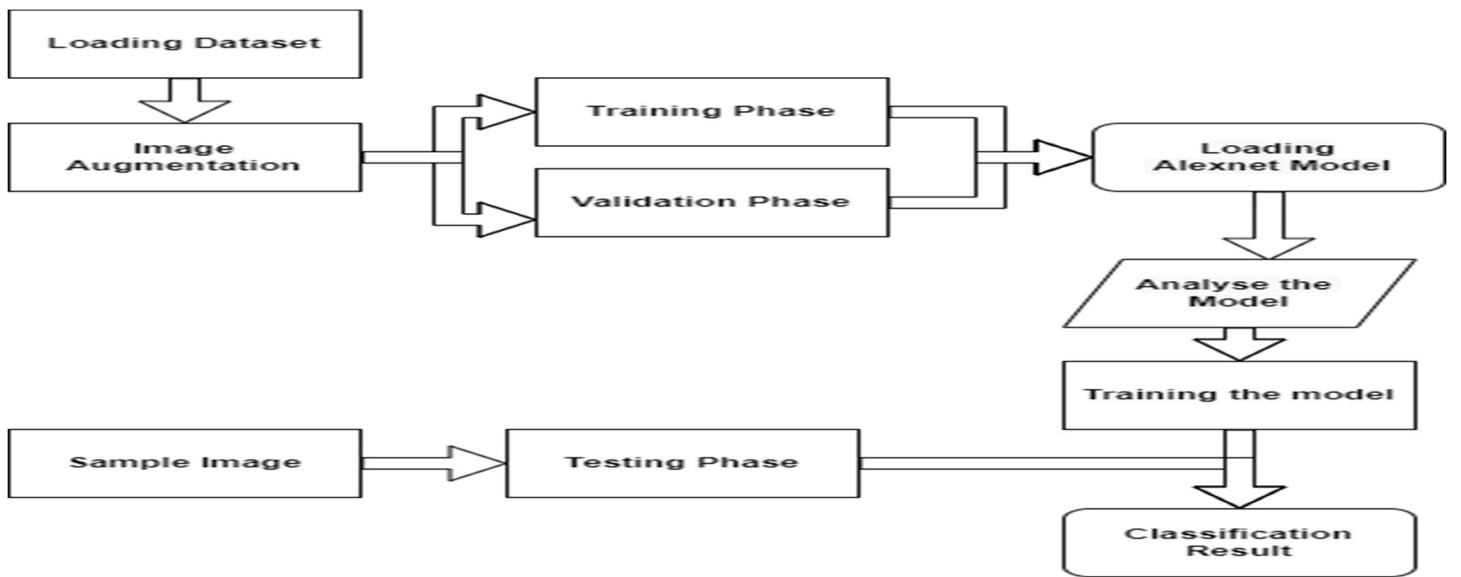 Loading Dataset
Image
Augmentation
Training Phase
Validation Phase
Loading
Alexnet Model
Analyse the
Model
Training the model
Sample Image
Testing Phase
Classification
Result